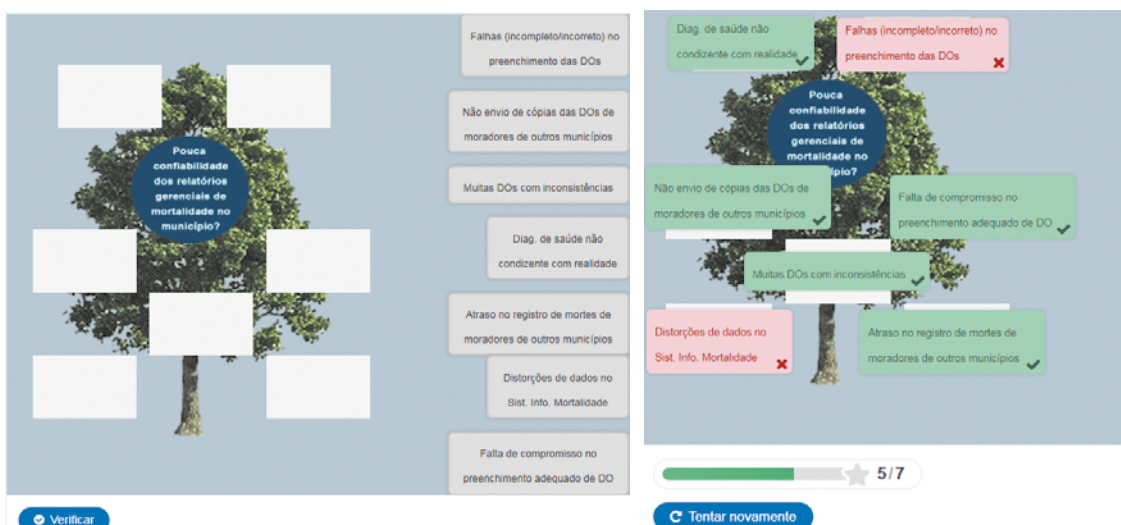 Falhas (incompleto/incorreto) no
preenchimento das DOs
Não envio de cópias das DOs de
moradores de outros municípios
Muitas DOs com inconsistências
Diag. de saúde não
condizente com realidade
Atraso no registro de mortes de
moradores de outros municípios
Distorções de dados no
Sist. Info. Mortalidade
Falta de compromisso no
preenchimento adequado de DO
Pouca
confiabilidade
dos relatórios
gerenciais de
mortalidade no
município?
Verificar
Diag. de saúde não
condizente com realidade
Falhas (incompleto/incorreto) no
preenchimento das DOs
Pouca
confiabilidade
dos relatórios
gerenciais de
mortalidade no
ípio?
Não envio de cópias das DOs de
moradores de outros municípios
Falta de compromisso no
preenchimento adequado de DO
Muitas DOs com inconsistências
Distorções de dados no
Sist. Info. Mortalidade
Atraso no registro de mortes de
moradores de outros municípios
5/7
Tentar novamente